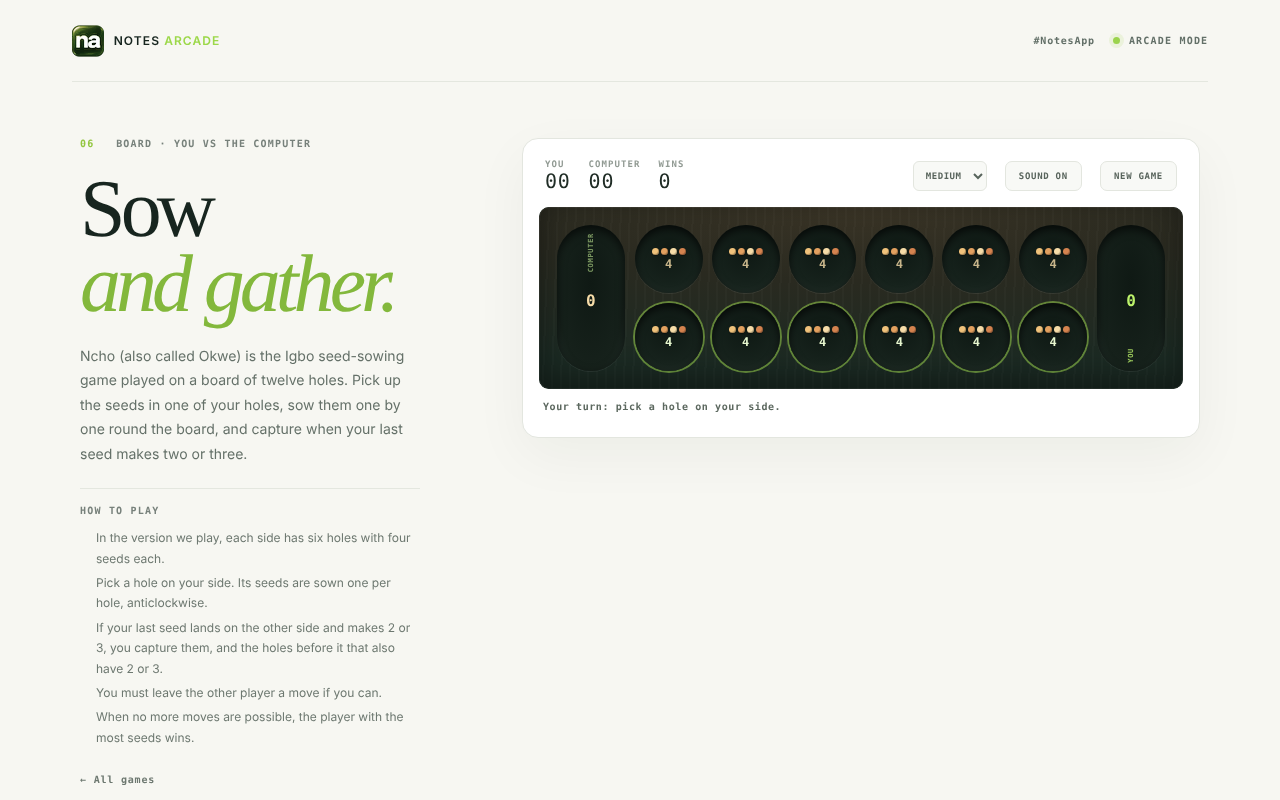 na NOTES ARCADE
#NotesApp ARCADE MODE
06 BOARD · YOU VS THE COMPUTER
Sow
and gather.
Ncho (also called Okwe) is the Igbo seed-sowing
game played on a board of twelve holes. Pick up
the seeds in one of your holes, sow them one by
one round the board, and capture when your last
seed makes two or three.
HOW TO PLAY
In the version we play, each side has six holes with four
seeds each.
Pick a hole on your side. Its seeds are sown one per
hole, anticlockwise.
If your last seed lands on the other side and makes 2 or
3, you capture them, and the holes before it that also
have 2 or 3.
You must leave the other player a move if you can.
When no more moves are possible, the player with the
most seeds wins.
← All games
YOU COMPUTER WINS
00 00 0
MEDIUM SOUND ON NEW GAME
COMPUTER
4 4 4 4 4 4
0 0
4 4 4 4 4 4
YOU
Your turn: pick a hole on your side.